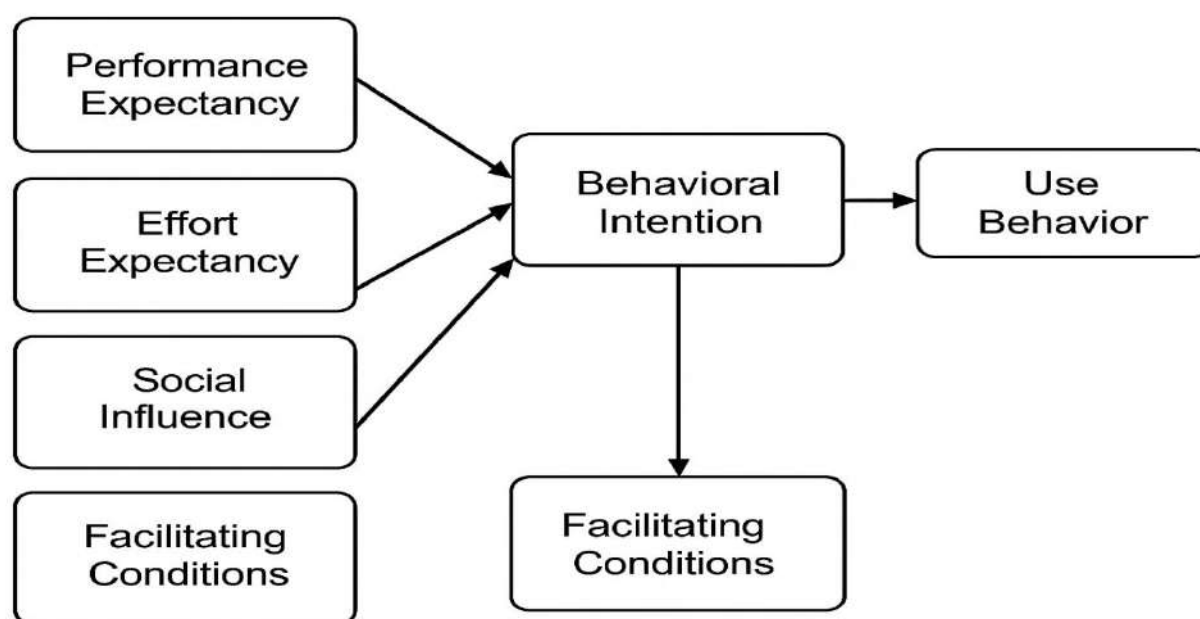 Performance
Expectancy
Effort
Expectancy
Social
Influence
Facilitating
Conditions
Behavioral
Intention
Facilitating
Conditions
Use
Behavior